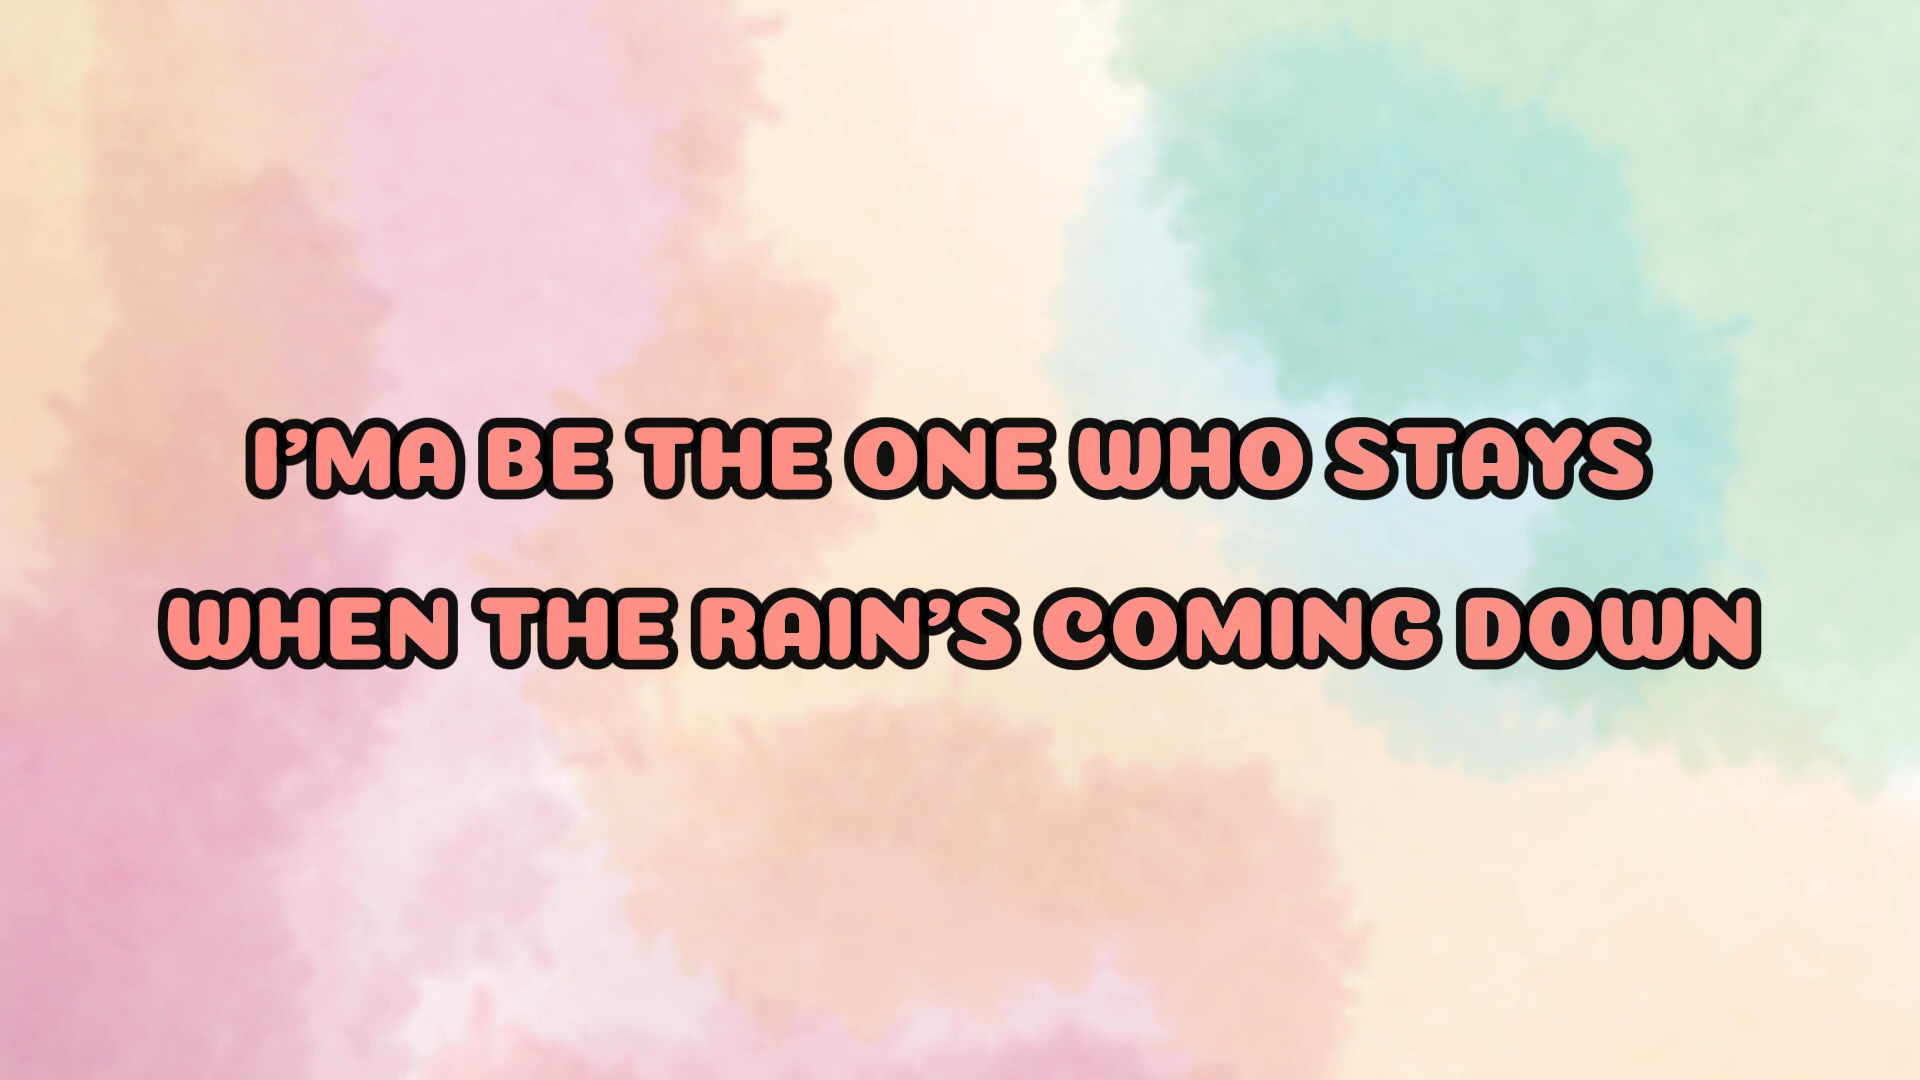 I’MA BE THE ONE WHO STAYS
WHEN THE RAIN’S COMING DOWN